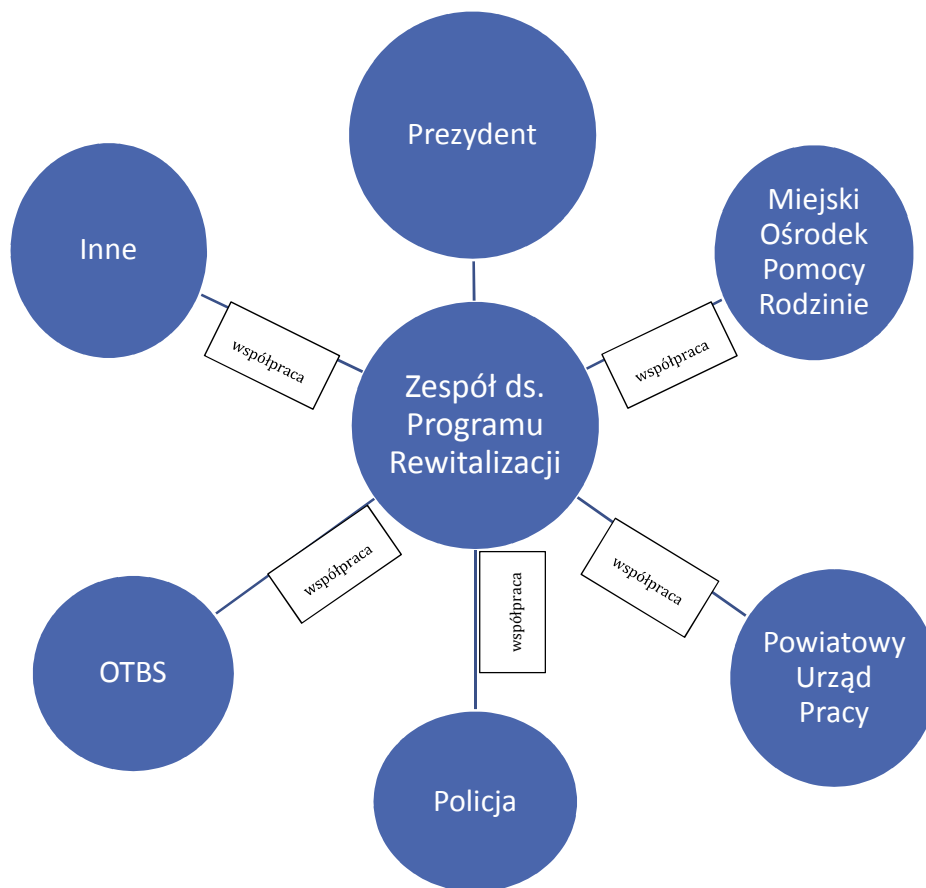 Prezydent
Inne
Miejski
Ośrodek
Pomocy
Rodzinie
współpraca
współpraca
Zespół ds.
Programu
Rewitalizacji
współpraca
współpraca
współpraca
OTBS
Powiatowy
Urząd
Pracy
Policja